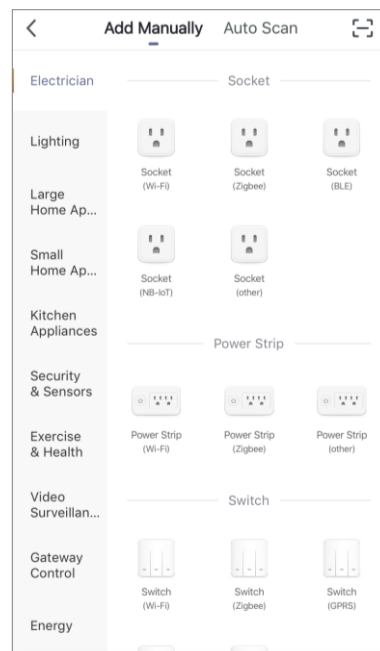 Add Manually Auto Scan
Electrician
Lighting
Large
Home Ap...
Small
Home Ap...
Kitchen
Appliances
Security
& Sensors
Exercise
& Health
Video
Surveillan...
Gateway
Control
Energy
Socket
Socket
(Wi-Fi)
Socket
(Zigbee)
Socket
(BLE)
Socket
(NB-IoT)
Socket
(other)
Power Strip
Power Strip
(Wi-Fi)
Power Strip
(Zigbee)
Power Strip
(other)
Switch
Switch
(Wi-Fi)
Switch
(Zigbee)
Switch
(GPRS)